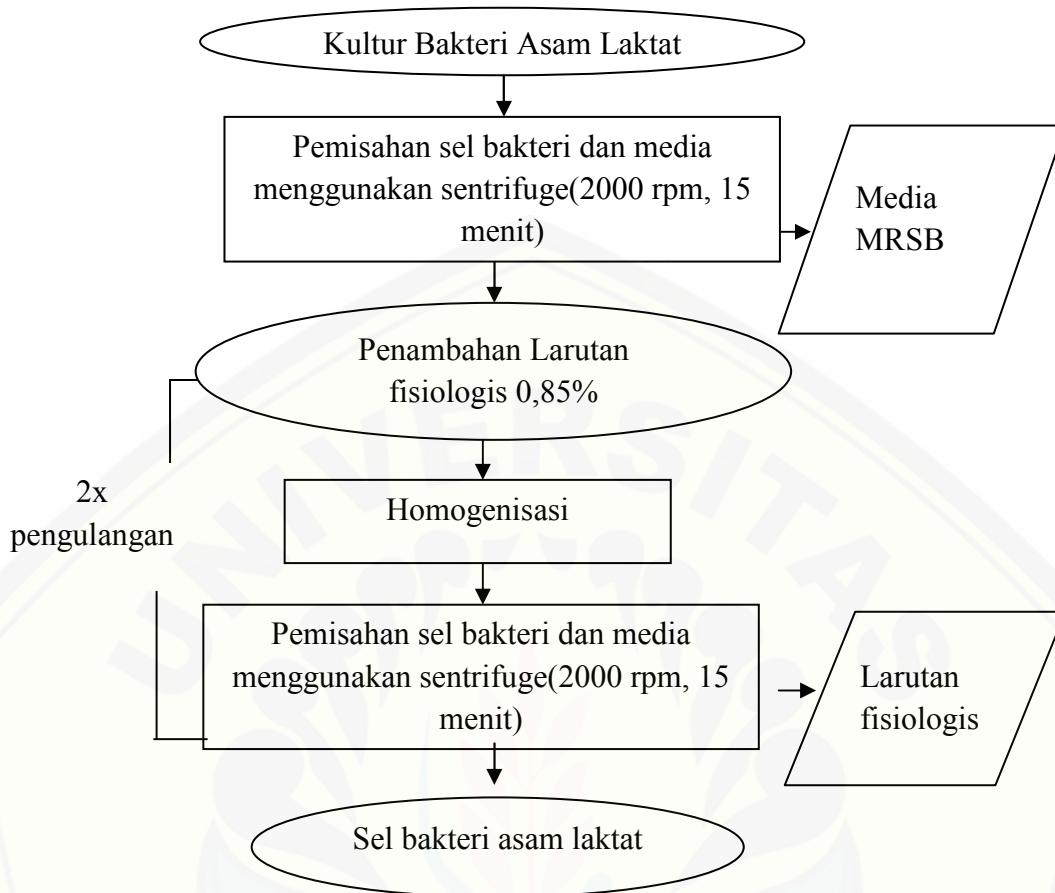 Kultur Bakteri Asam Laktat
Pemisahan sel bakteri dan media
menggunakan sentrifuge(2000 rpm, 15
menit)
Media
MRSB
Penambahan Larutan
fisiologis 0,85%
2x
pengulangan
Homogenisasi
Pemisahan sel bakteri dan media
menggunakan sentrifuge(2000 rpm, 15
menit)
Larutan
fisiologis
Sel bakteri asam laktat
UNIVERSITAS